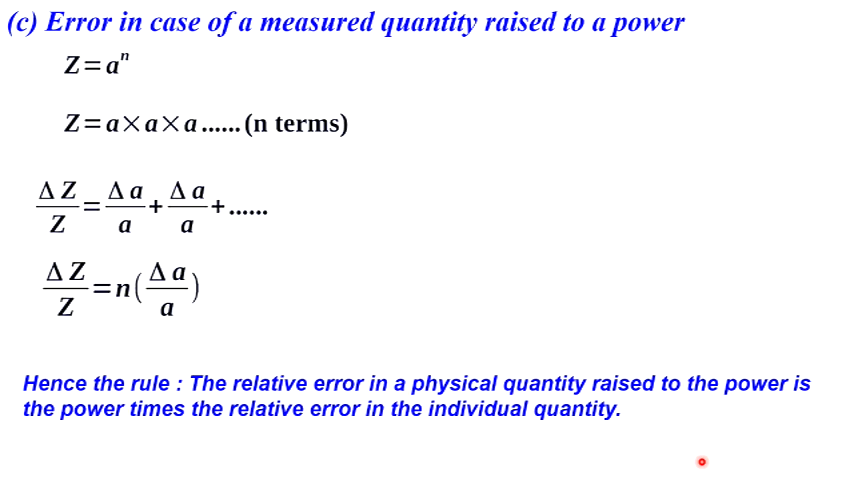 (c) Error in case of a measured quantity raised to a power
Z=aⁿ
Z=a×a×a......(n terms)
ΔZ/Z=Δa/a+Δa/a+......
ΔZ/Z=n(Δa/a)
Hence the rule : The relative error in a physical quantity raised to the power is
the power times the relative error in the individual quantity.